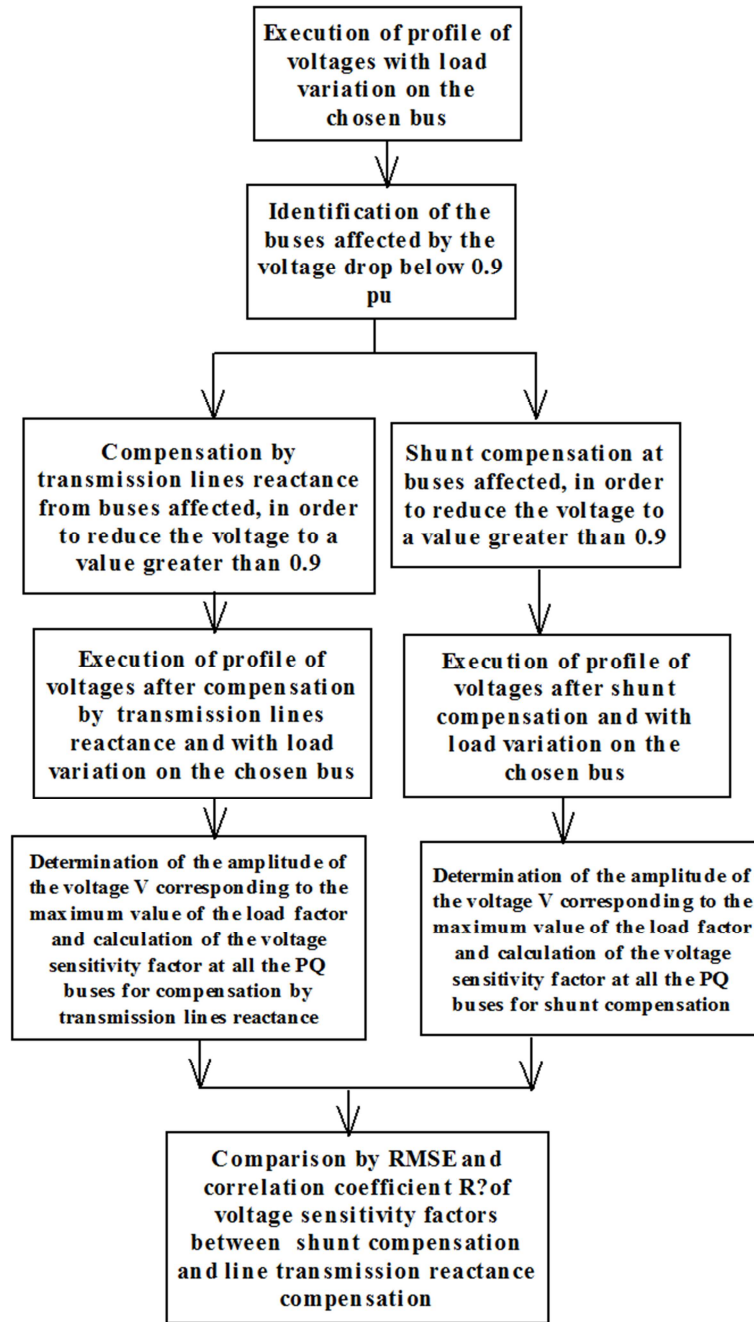 Execution of profile of
voltages with load
variation on the
chosen bus
Identification of the
buses affected by the
voltage drop below 0.9
pu
Compensation by
transmission lines reactance
from buses affected, in order
to reduce the voltage to a
value greater than 0.9
Shunt compensation at
buses affected, in order
to reduce the voltage to
a value greater than 0.9
Execution of profile of
voltages after compensation
by transmission lines
reactance and with load
variation on the chosen bus
Execution of profile of
voltages after shunt
compensation and with
load variation on the
chosen bus
Determination of the amplitude of
the voltage V corresponding to the
maximum value of the load factor
and calculation of the voltage
sensitivity factor at all the PQ
buses for compensation by
transmission lines reactance
Determination of the amplitude of
the voltage V corresponding to the
maximum value of the load factor
and calculation of the voltage
sensitivity factor at all the PQ
buses for shunt compensation
Comparison by RMSE and
correlation coefficient R?of
voltage sensitivity factors
between shunt compensation
and line transmission reactance
compensation